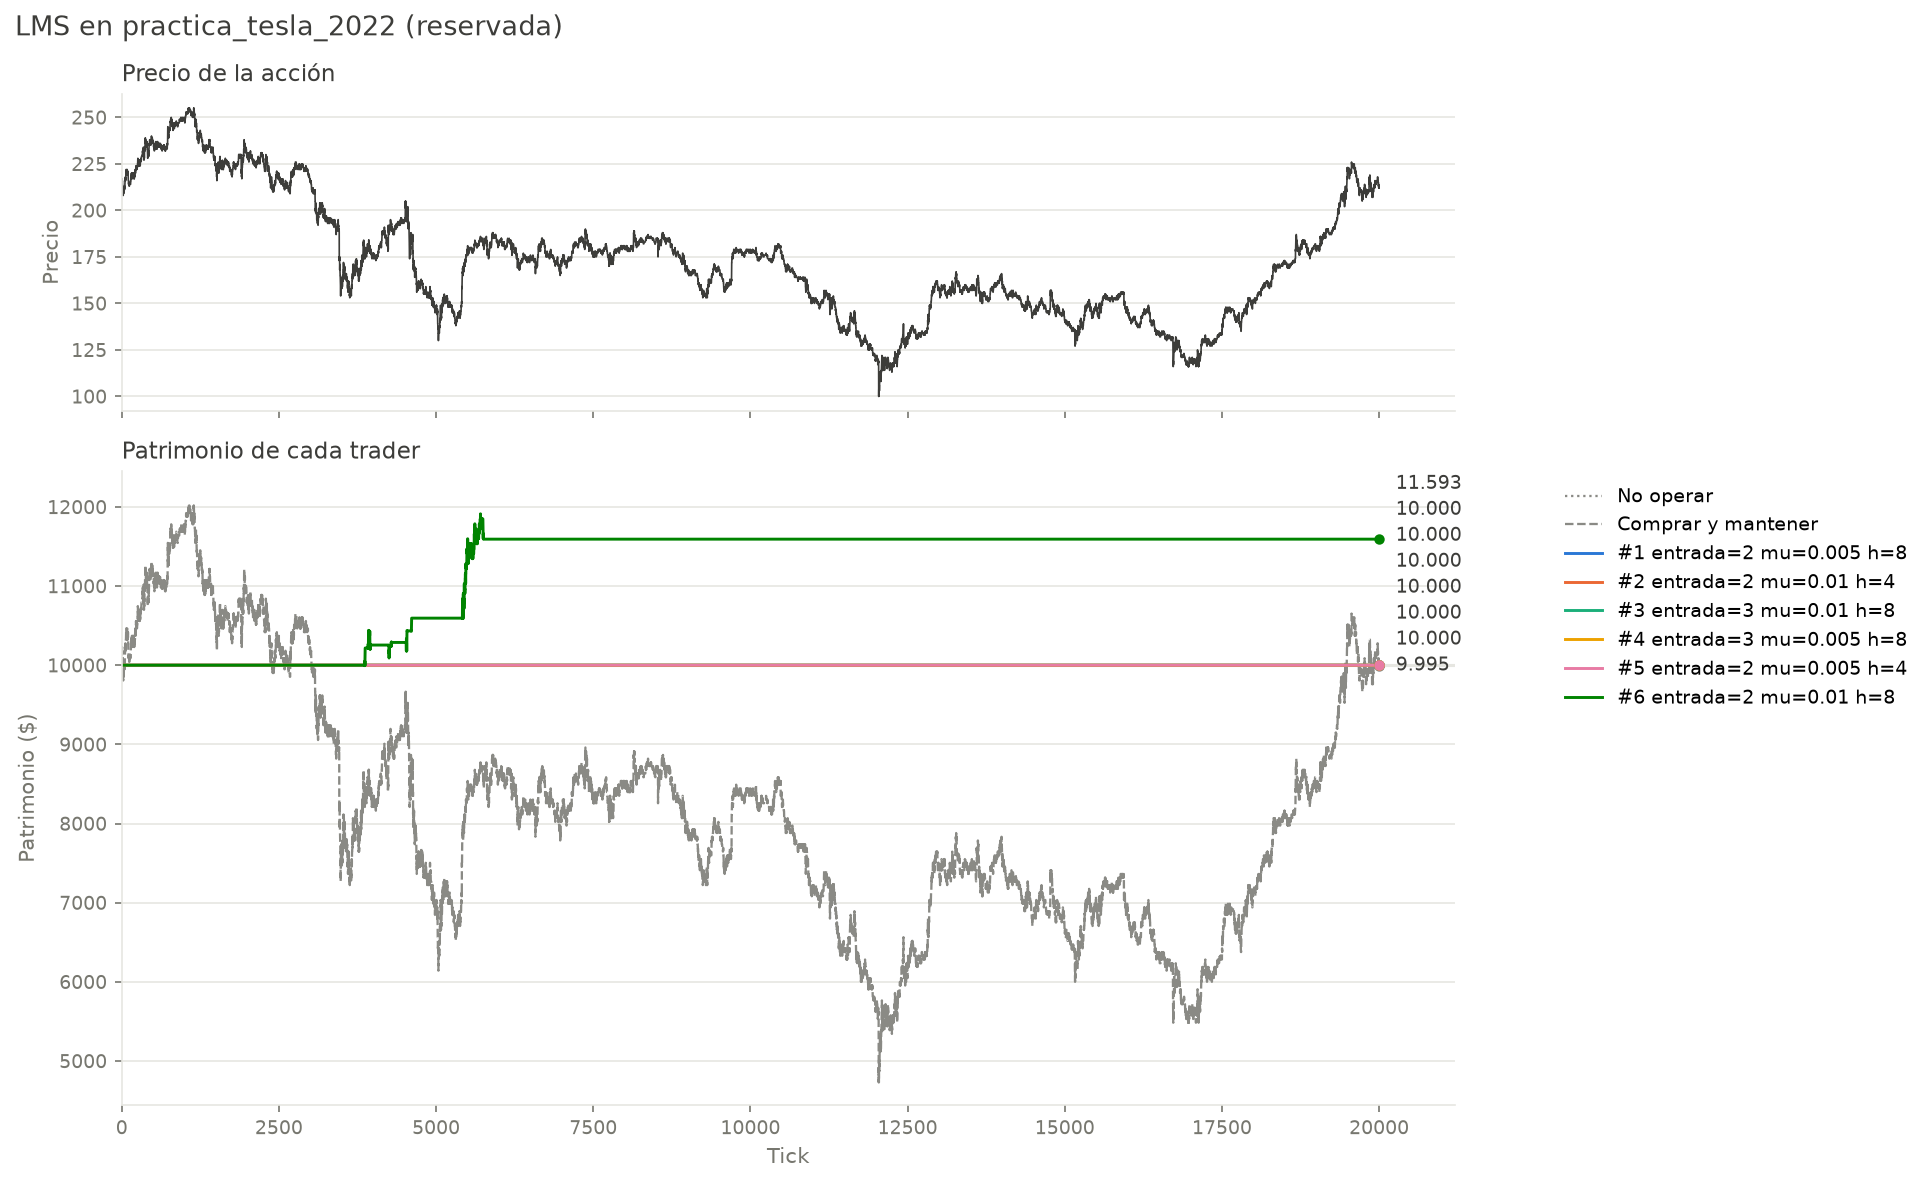 LMS en practica_tesla_2022 (reservada)
Precio de la acción
Precio
250
225
200
175
150
125
100
Patrimonio de cada trader
Patrimonio ($)
12000
11000
10000
9000
8000
7000
6000
5000
11.593
10.000
10.000
10.000
10.000
10.000
10.000
9.995
0
2500
5000
7500
10000
12500
15000
17500
20000
Tick
No operar
Comprar y mantener
#1 entrada=2 mu=0.005 h=8
#2 entrada=2 mu=0.01 h=4
#3 entrada=3 mu=0.01 h=8
#4 entrada=3 mu=0.005 h=8
#5 entrada=2 mu=0.005 h=4
#6 entrada=2 mu=0.01 h=8